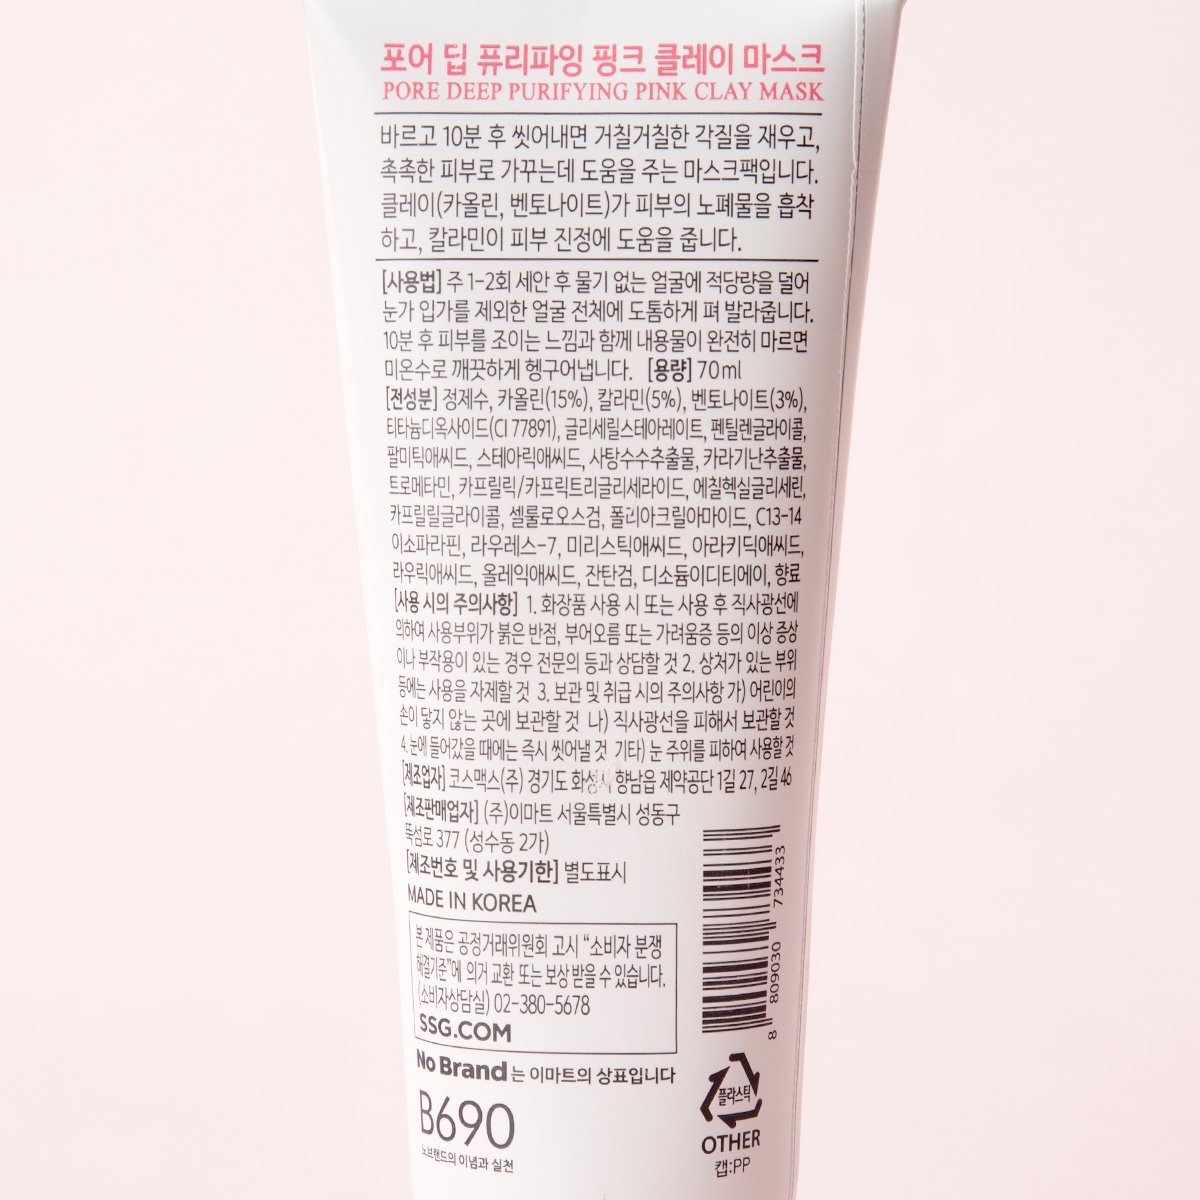 포어 딥 퓨리파잉 핑크 클레이 마스크
PORE DEEP PURIFYING PINK CLAY MASK
바르고 10분 후 씻어내면 거칠거칠한 각질을 재우고,
촉촉한 피부로 가꾸는데 도움을 주는 마스크팩입니다.
클레이(카올린, 벤토나이트)가 피부의 노폐물을 흡착
하고, 칼라민이 피부 진정에 도움을 줍니다.
[사용법] 주 1-2회 세안 후 물기 없는 얼굴에 적당량을 덜어
눈가 입가를 제외한 얼굴 전체에 도톰하게 펴 발라줍니다.
10분 후 피부를 조이는 느낌과 함께 내용물이 완전히 마르면
미온수로 깨끗하게 헹구어냅니다. [용량] 70ml
[전성분] 정제수, 카올린(15%), 칼라민(5%), 벤토나이트(3%),
티타늄디옥사이드(CI 77891), 글리세릴스테아레이트, 펜틸렌글라이콜,
팔미틱애씨드, 스테아릭애씨드, 사탕수수추출물, 카라기난추출물,
트로메타민, 카프릴릭/카프릭트리글리세라이드, 에칠헥실글리세린,
카프릴릴글라이콜, 셀룰로오스검, 폴리아크릴아마이드, C13-14
이소파라핀, 라우레스-7, 미리스틱애씨드, 아라키딕애씨드,
라우릭애씨드, 올레익애씨드, 잔탄검, 디소듐이디티에이, 향료
[사용 시의 주의사항] 1. 화장품 사용 시 또는 사용 후 직사광선에
의하여 사용부위가 붉은 반점, 부어오름 또는 가려움증 등의 이상 증상
이나 부작용이 있는 경우 전문의 등과 상담할 것 2. 상처가 있는 부위
등에는 사용을 자제할 것 3. 보관 및 취급 시의 주의사항 가) 어린이의
손이 닿지 않는 곳에 보관할 것 나) 직사광선을 피해서 보관할 것
4. 눈에 들어갔을 때에는 즉시 씻어낼 것 기타) 눈 주위를 피하여 사용할 것
[제조업자] 코스맥스(주) 경기도 화성시 향남읍 제약공단 1길 27, 2길 46
[제조판매업자] (주)이마트 서울특별시 성동구
뚝섬로 377 (성수동 2가)
[제조번호 및 사용기한] 별도표시
MADE IN KOREA
본 제품은 공정거래위원회 고시 "소비자 분쟁
해결기준"에 의거 교환 또는 보상 받을 수 있습니다.
(소비자상담실) 02-380-5678
SSG.COM
No Brand 는 이마트의 상표입니다
B690
노브랜드의 이념과 실천
8 809030 734433
플라스틱
OTHER
캡:PP